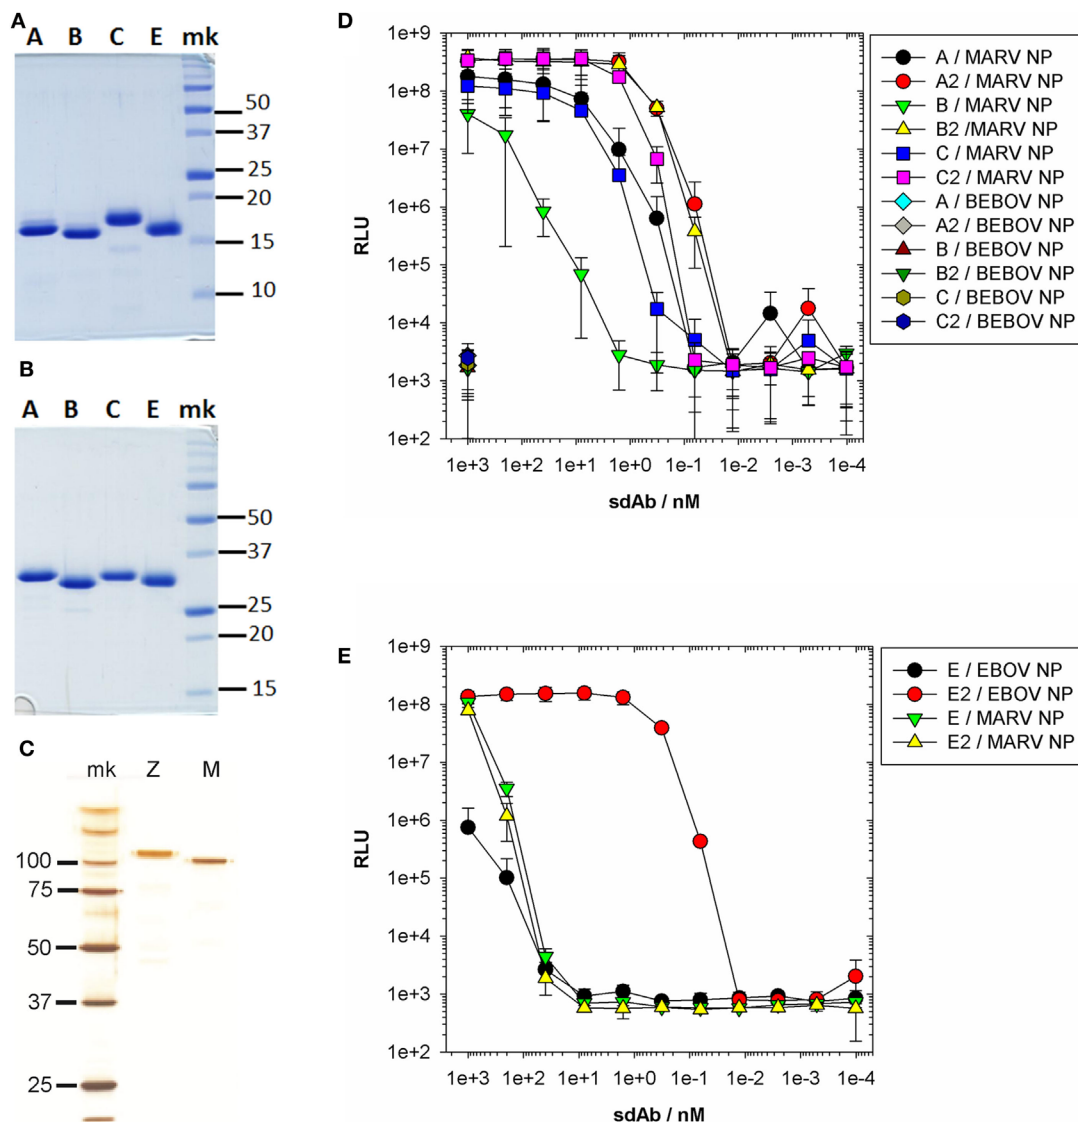 A
A B C E mk
50
37
25
20
15
10
B
A B C E mk
50
37
25
20
15
C
mk Z M
100
75
50
37
25
D
1e+9
1e+8
1e+7
1e+6
1e+5
1e+4
1e+3
1e+2
RLU
1e+3 1e+2 1e+1 1e+0 1e-1 1e-2 1e-3 1e-4
sdAb / nM
A / MARV NP
A2 / MARV NP
B / MARV NP
B2 /MARV NP
C / MARV NP
C2 / MARV NP
A / BEBOV NP
A2 / BEBOV NP
B / BEBOV NP
B2 / BEBOV NP
C / BEBOV NP
C2 / BEBOV NP
E
1e+9
1e+8
1e+7
1e+6
1e+5
1e+4
1e+3
1e+2
RLU
1e+3 1e+2 1e+1 1e+0 1e-1 1e-2 1e-3 1e-4
sdAb / nM
E / EBOV NP
E2 / EBOV NP
E / MARV NP
E2 / MARV NP